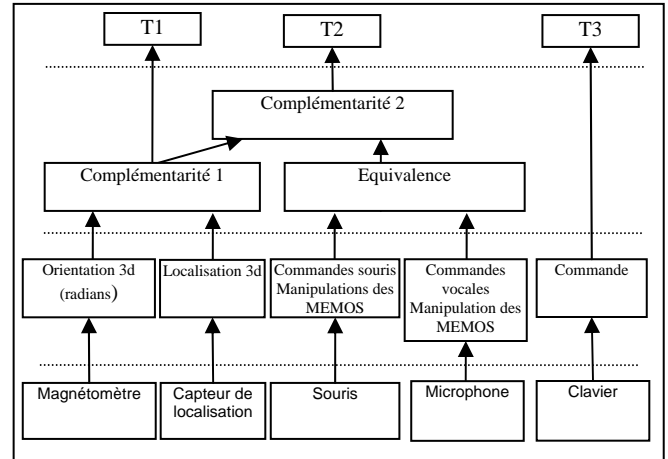 T1
T2
T3
Complémentarité 2
Complémentarité 1
Equivalence
Orientation 3d
(radians)
Localisation 3d
Commandes souris
Manipulations des
MEMOS
Commandes
vocales
Manipulation des
MEMOS
Commande
Magnétomètre
Capteur de
localisation
Souris
Microphone
Clavier